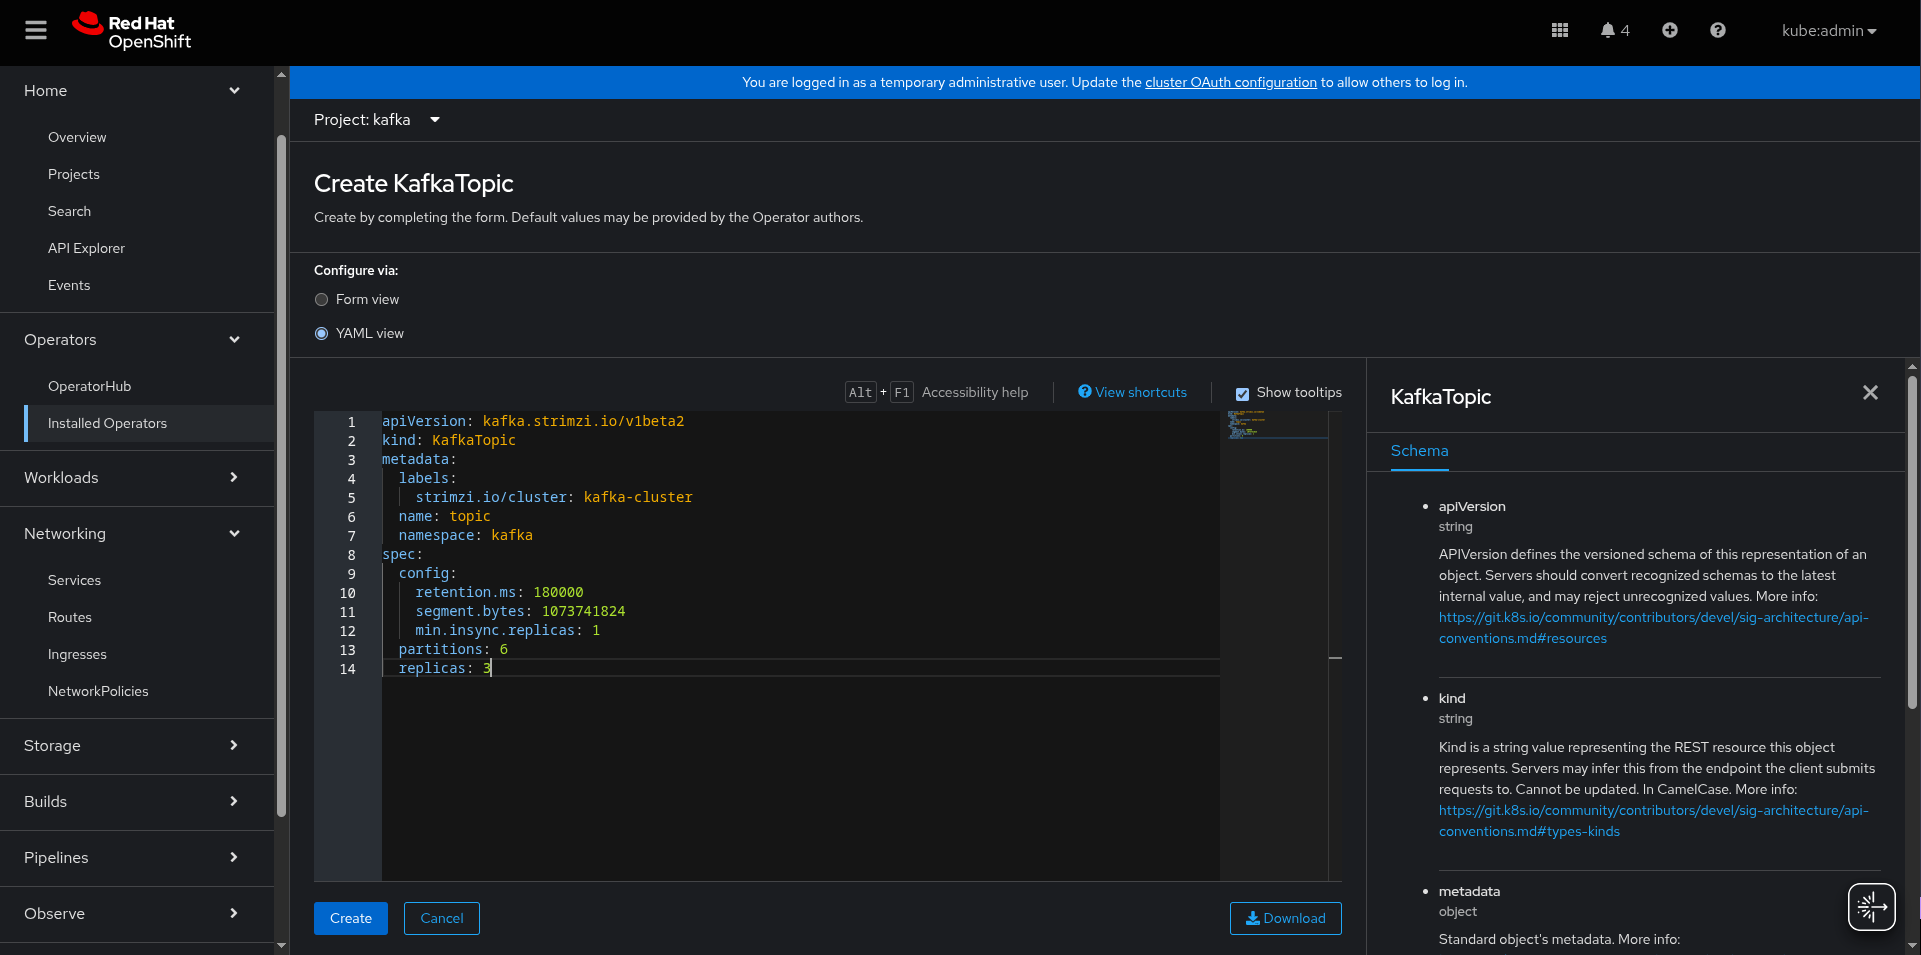 Red Hat
OpenShift
4
kube:admin
Home
Overview
Projects
Search
API Explorer
Events
Operators
OperatorHub
Installed Operators
Workloads
Networking
Services
Routes
Ingresses
NetworkPolicies
Storage
Builds
Pipelines
Observe
You are logged in as a temporary administrative user. Update the cluster OAuth configuration to allow others to log in.
Project: kafka
Create KafkaTopic
Create by completing the form. Default values may be provided by the Operator authors.
Configure via:
Form view
YAML view
Alt + F1 Accessibility help
View shortcuts
Show tooltips
1 apiVersion: kafka.strimzi.io/v1beta2
2 kind: KafkaTopic
3 metadata:
4 labels:
5 strimzi.io/cluster: kafka-cluster
6 name: topic
7 namespace: kafka
8 spec:
9 config:
10 retention.ms: 180000
11 segment.bytes: 1073741824
12 min.insync.replicas: 1
13 partitions: 6
14 replicas: 3
Create
Cancel
Download
KafkaTopic
Schema
apiVersion
string
APIVersion defines the versioned schema of this representation of an
object. Servers should convert recognized schemas to the latest
internal value, and may reject unrecognized values. More info:
https://git.k8s.io/community/contributors/devel/sig-architecture/api-
conventions.md#resources
kind
string
Kind is a string value representing the REST resource this object
represents. Servers may infer this from the endpoint the client submits
requests to. Cannot be updated. In CamelCase. More info:
https://git.k8s.io/community/contributors/devel/sig-architecture/api-
conventions.md#types-kinds
metadata
object
Standard object's metadata. More info: